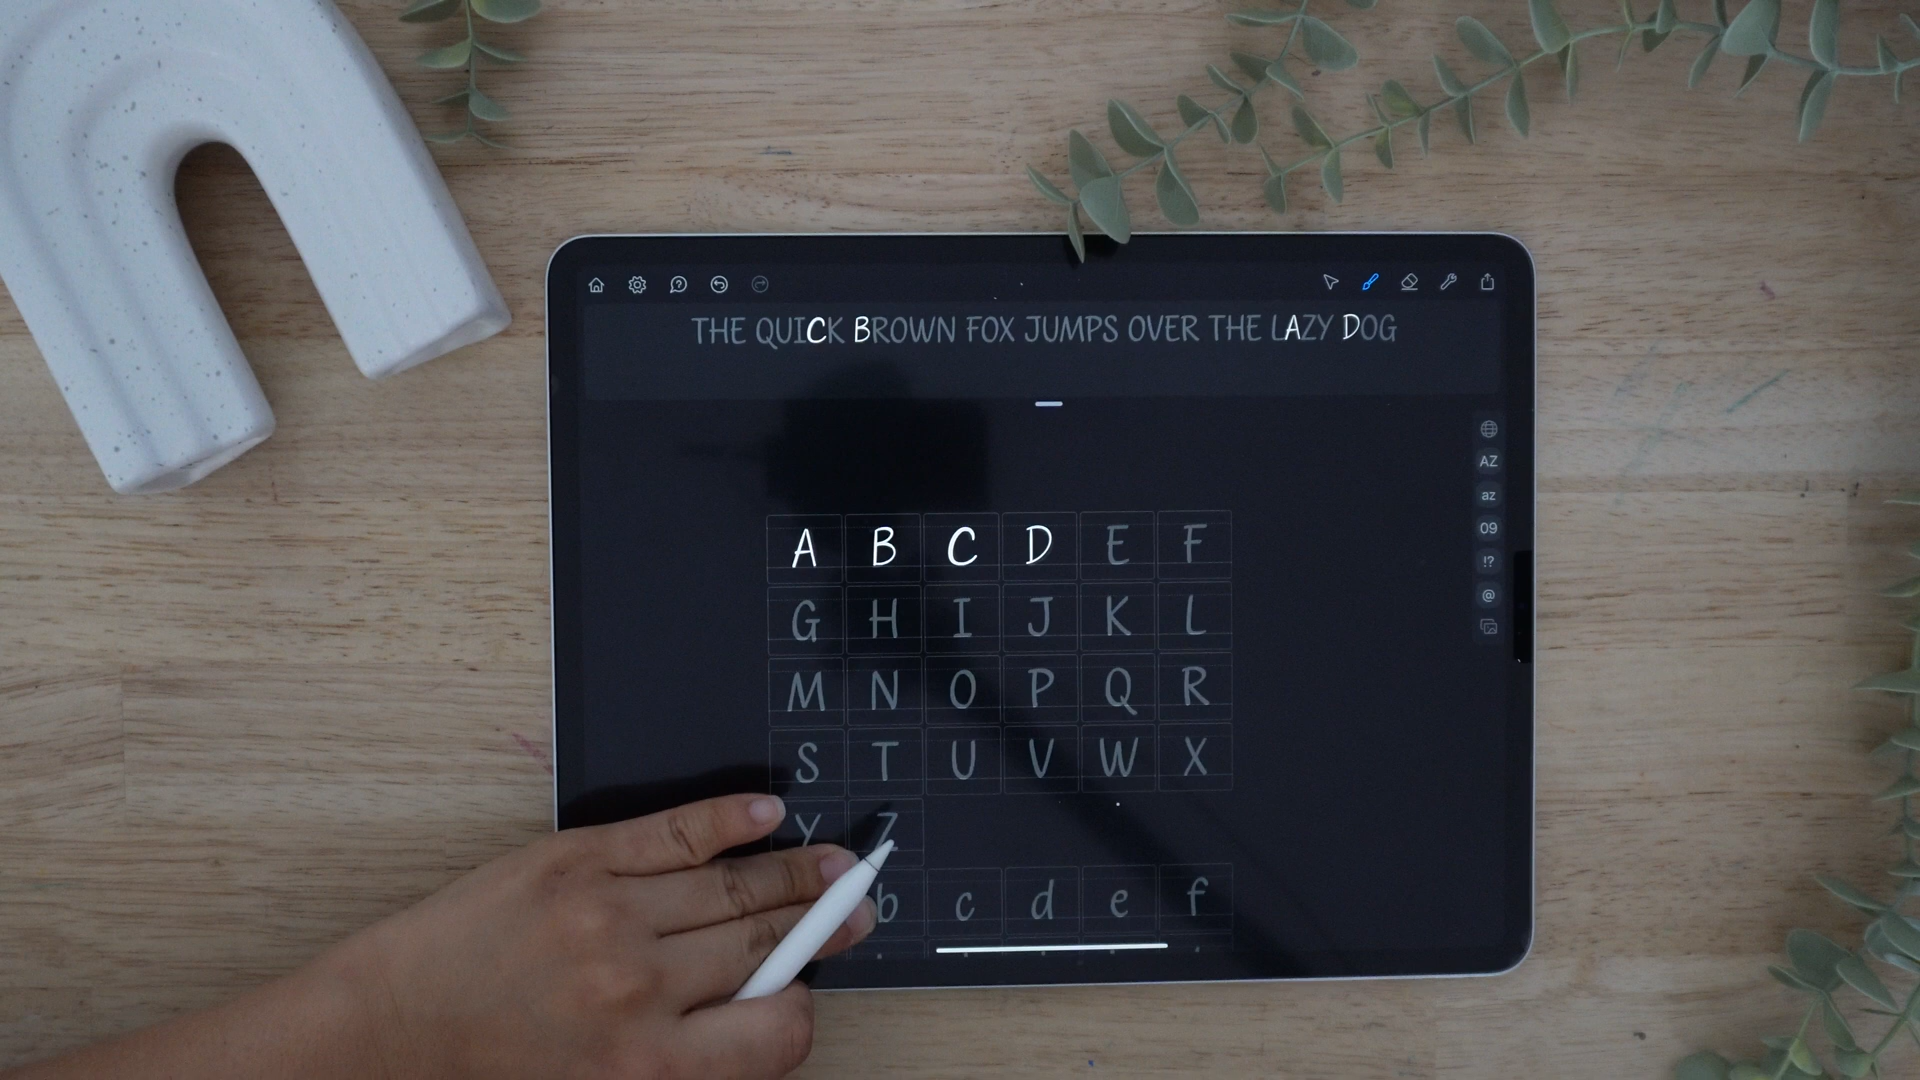 THE QUICK BROWN FOX JUMPS OVER THE LAZY DOG
AZ
az
09
!?
@
A B C D E F
G H I J K L
M N O P Q R
S T U V W X
Y Z
b c d e f